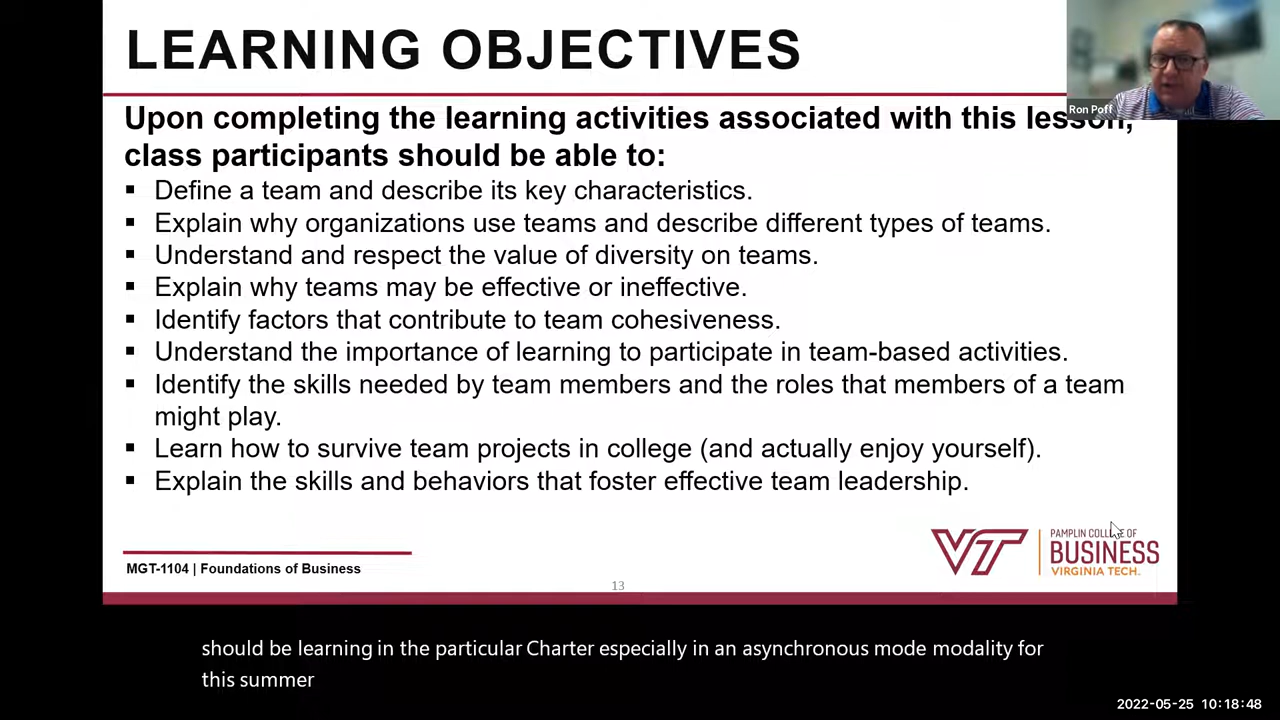 LEARNING OBJECTIVES
Ron Poff
Upon completing the learning activities associated with this lesson,
class participants should be able to:
▪ Define a team and describe its key characteristics.
▪ Explain why organizations use teams and describe different types of teams.
▪ Understand and respect the value of diversity on teams.
▪ Explain why teams may be effective or ineffective.
▪ Identify factors that contribute to team cohesiveness.
▪ Understand the importance of learning to participate in team-based activities.
▪ Identify the skills needed by team members and the roles that members of a team
might play.
▪ Learn how to survive team projects in college (and actually enjoy yourself).
▪ Explain the skills and behaviors that foster effective team leadership.
VT
PAMPLIN COLLEGE OF
BUSINESS
VIRGINIA TECH.
MGT-1104 | Foundations of Business
13
should be learning in the particular Charter especially in an asynchronous mode modality for
this summer
2022-05-25 10:18:48